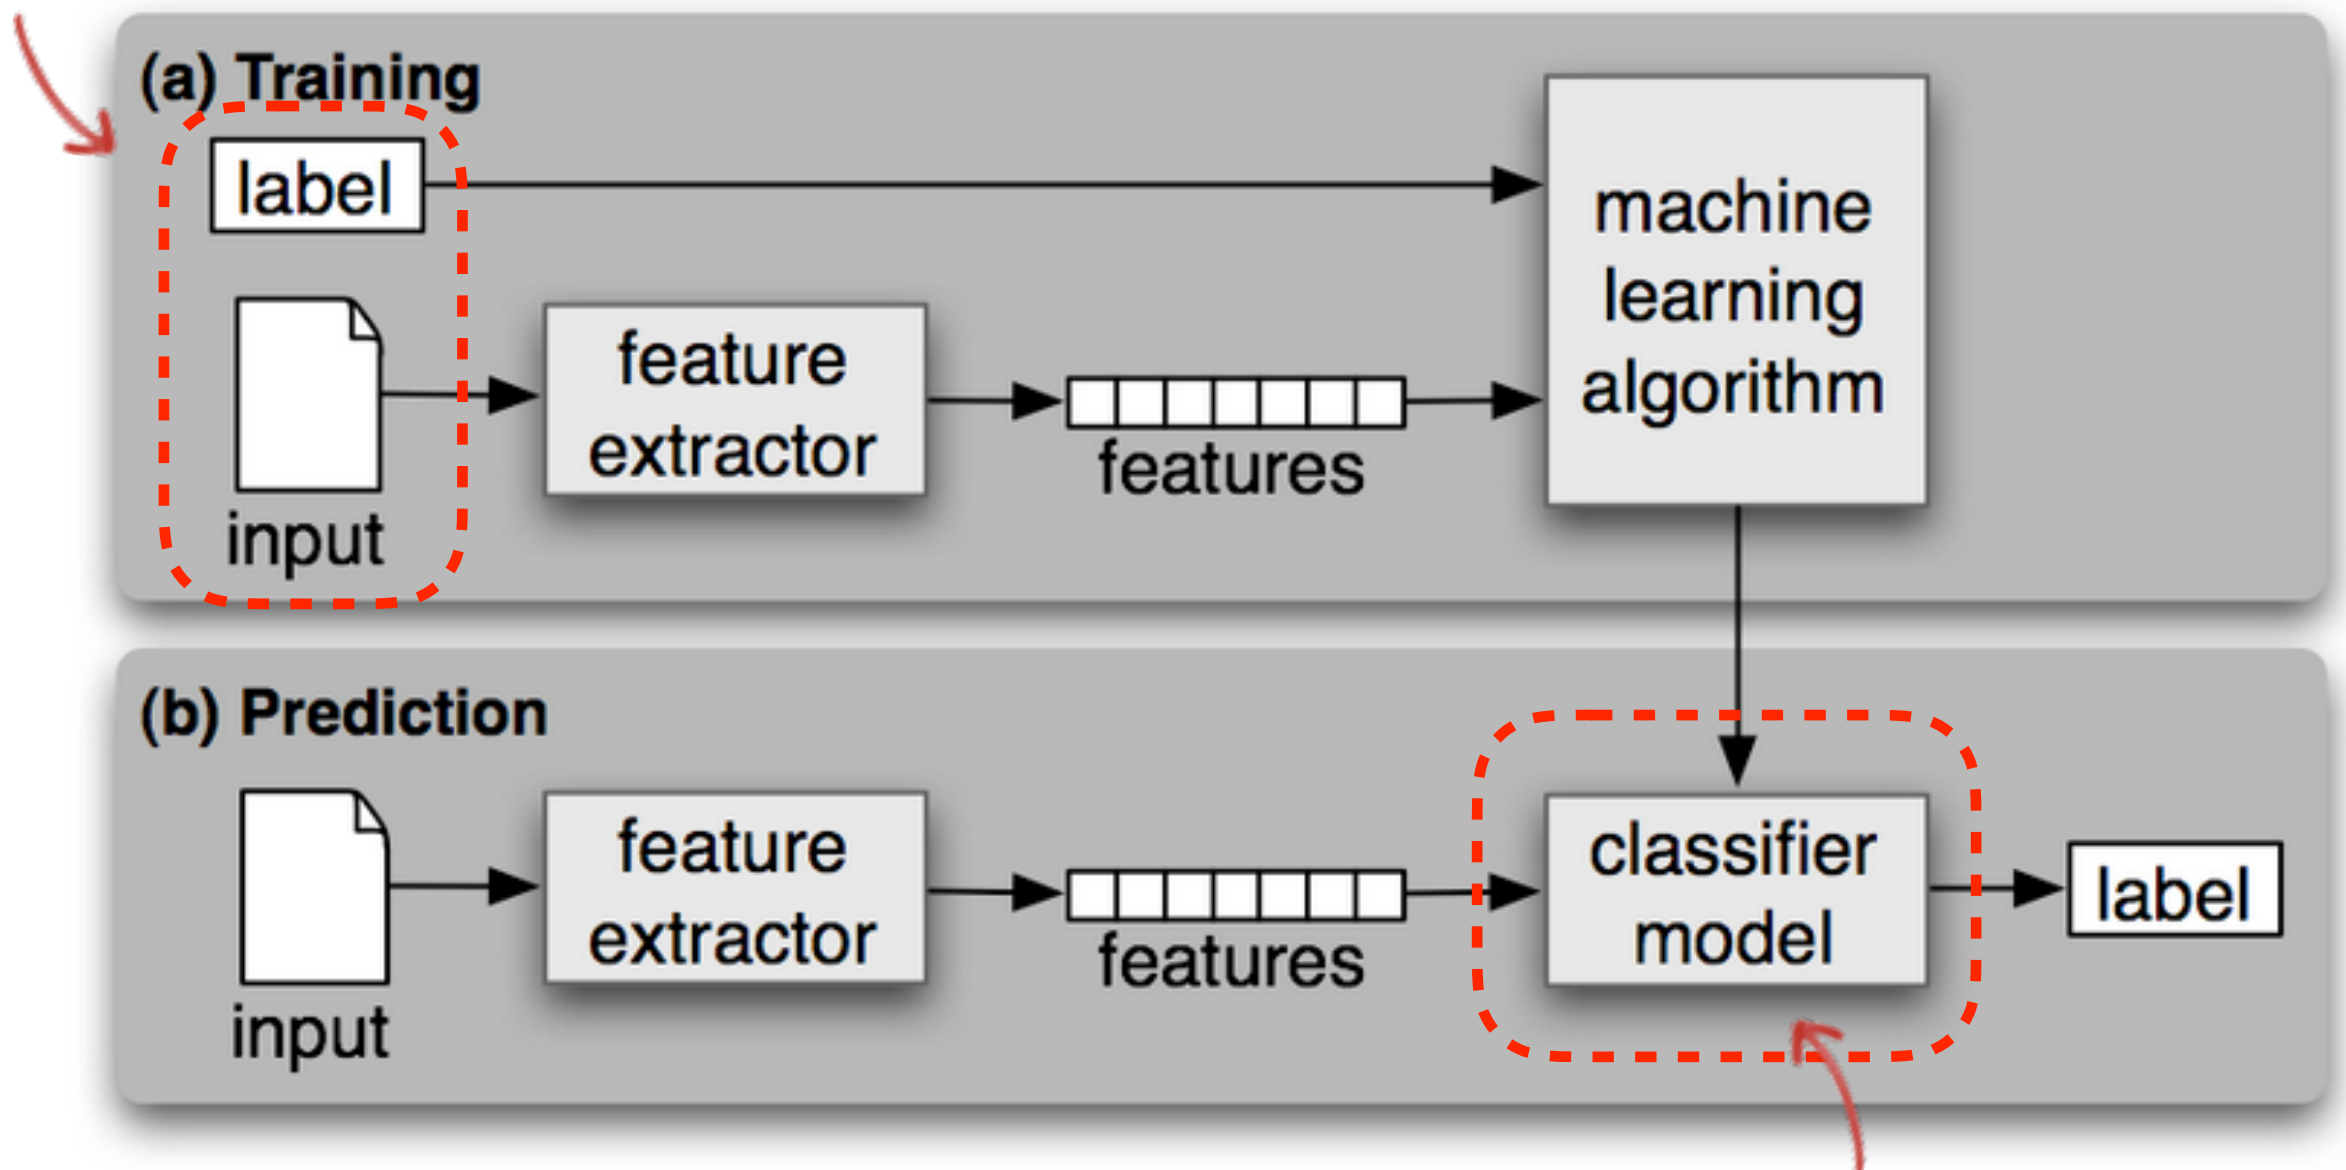 (a) Training
label
machine
learning
algorithm
feature
extractor
features
input
(b) Prediction
feature
extractor
features
classifier
model
label
input